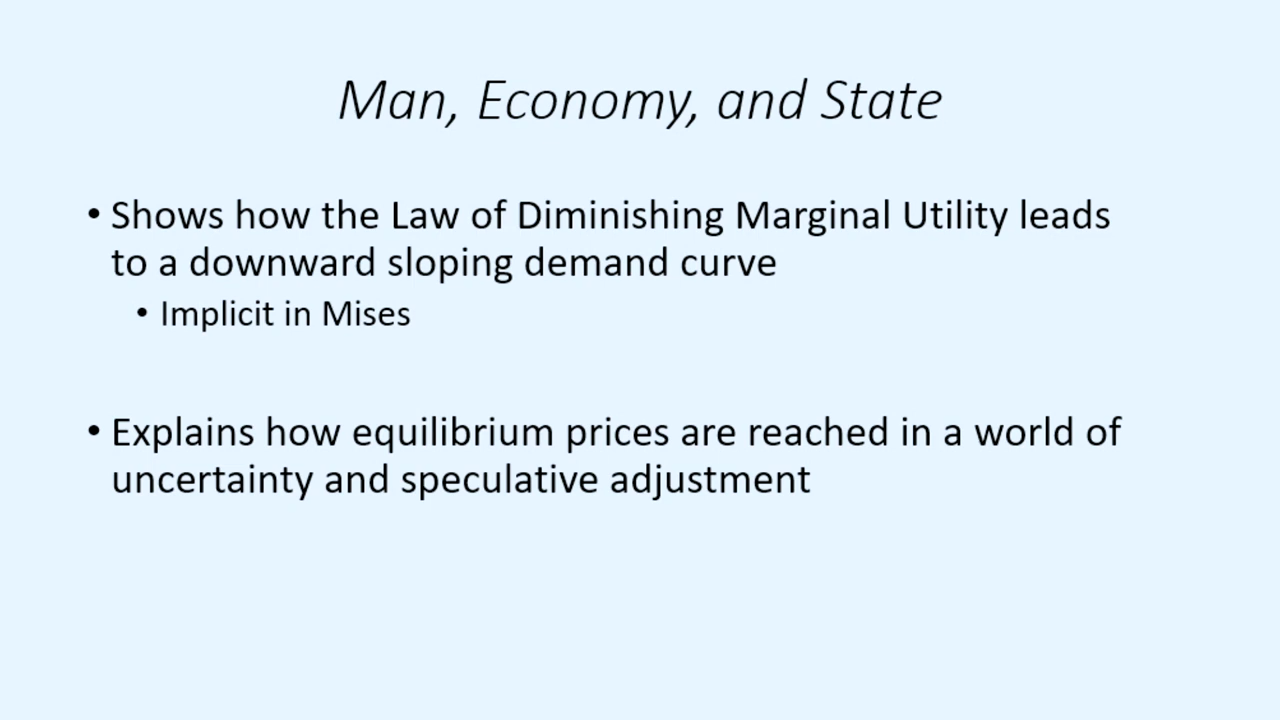 Man, Economy, and State
• Shows how the Law of Diminishing Marginal Utility leads
to a downward sloping demand curve
• Implicit in Mises
• Explains how equilibrium prices are reached in a world of
uncertainty and speculative adjustment